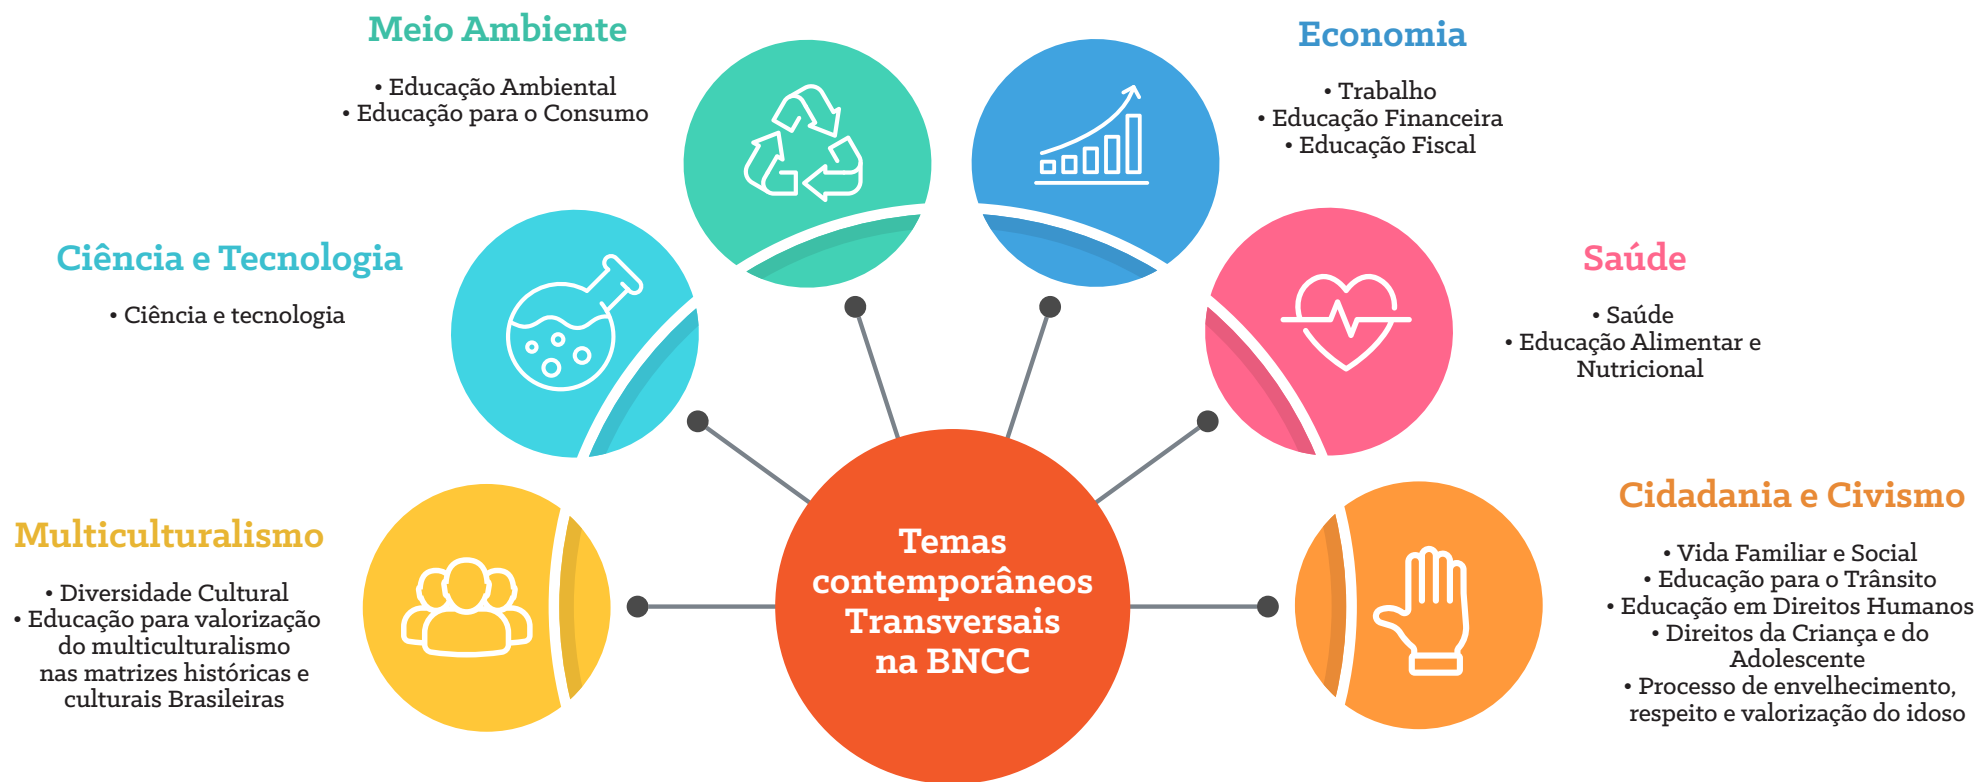 Meio Ambiente
• Educação Ambiental
• Educação para o Consumo
Economia
• Trabalho
• Educação Financeira
• Educação Fiscal
Ciência e Tecnologia
• Ciência e tecnologia
Saúde
• Saúde
• Educação Alimentar e
Nutricional
Multiculturalismo
• Diversidade Cultural
• Educação para valorização
do multiculturalismo
nas matrizes históricas e
culturais Brasileiras
Temas
contemporâneos
Transversais
na BNCC
Cidadania e Civismo
• Vida Familiar e Social
• Educação para o Trânsito
• Educação em Direitos Humanos
• Direitos da Criança e do
Adolescente
• Processo de envelhecimento,
respeito e valorização do idoso